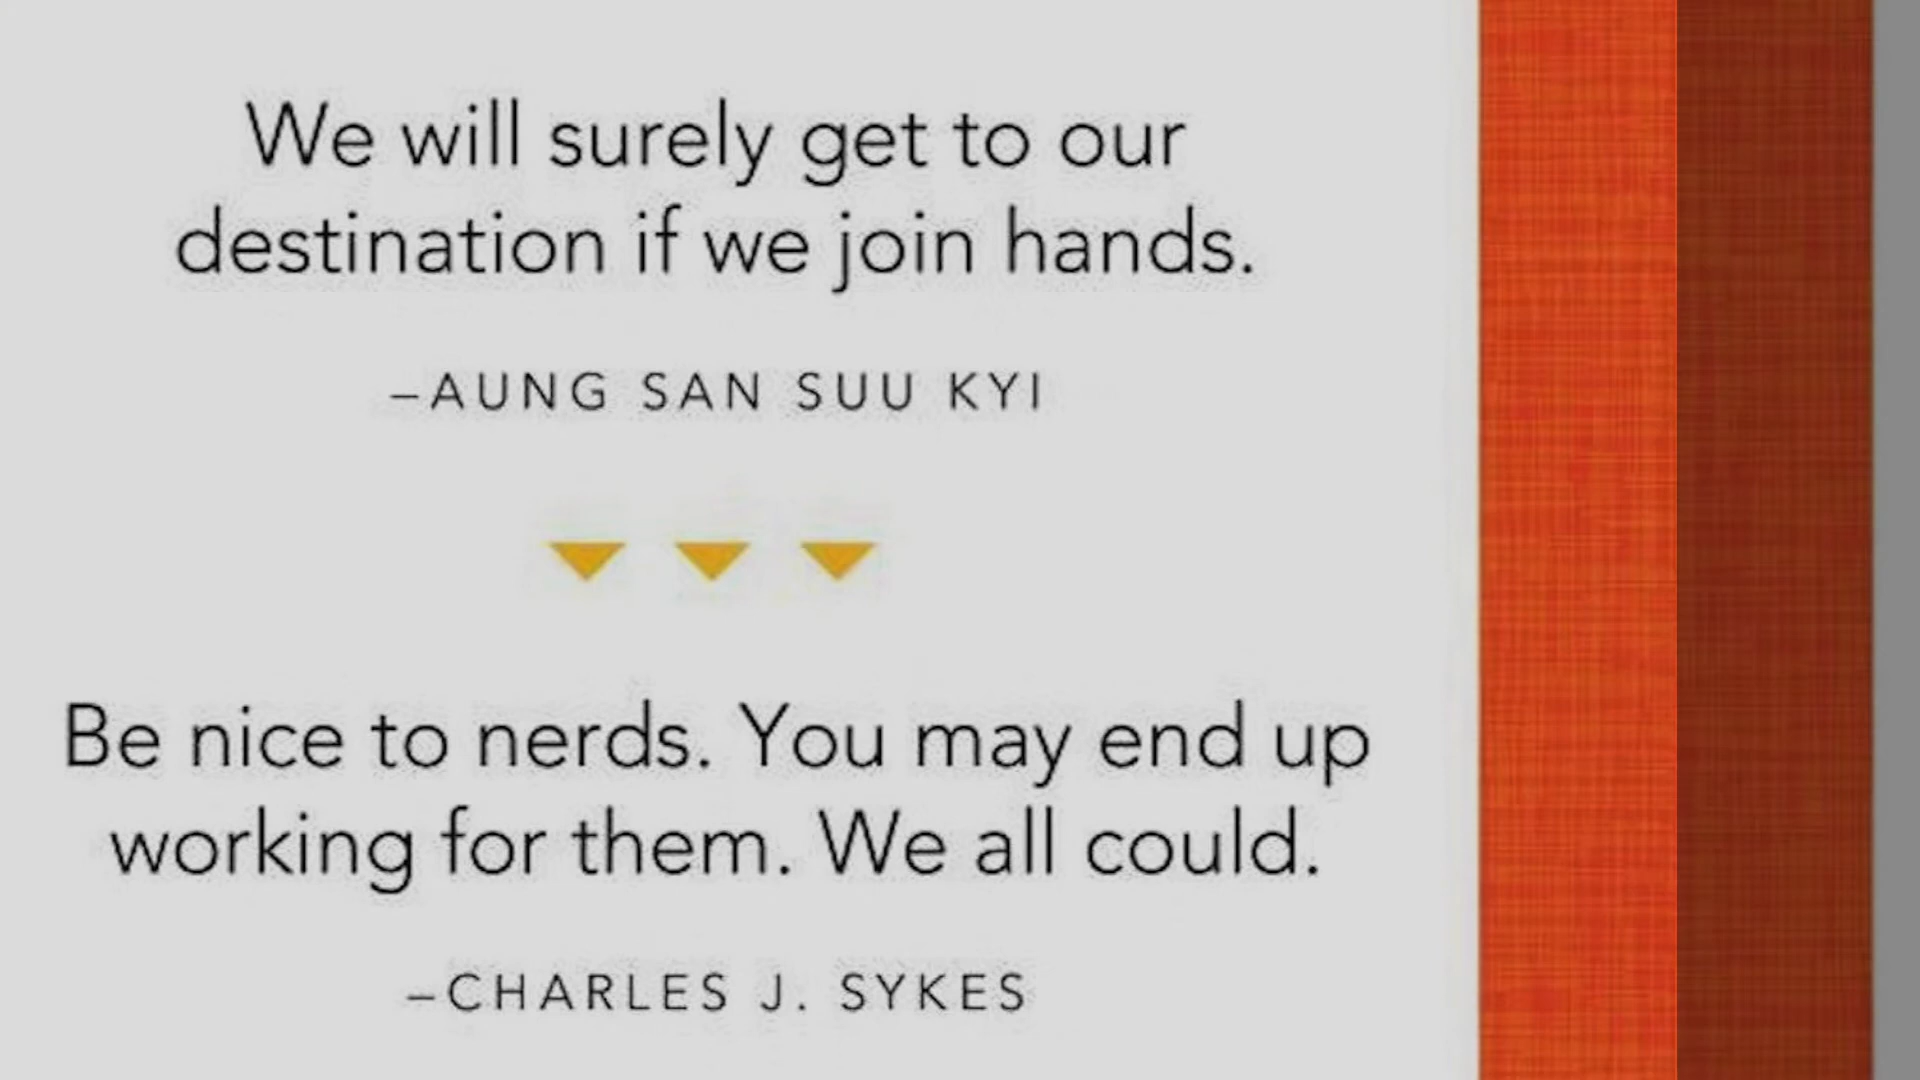 We will surely get to our
destination if we join hands.
–AUNG SAN SUU KYI
Be nice to nerds. You may end up
working for them. We all could.
–CHARLES J. SYKES